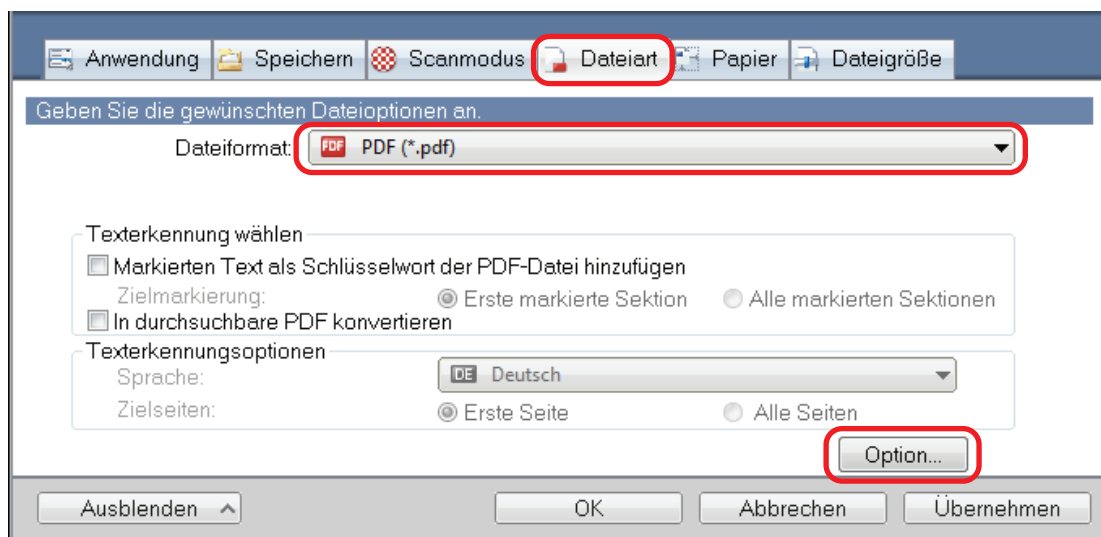 Anwendung Speichern Scanmodus Dateiart Papier Dateigröße
Geben Sie die gewünschten Dateioptionen an.
Dateiformat: PDF PDF (*.pdf)
Texterkennung wählen
Markierten Text als Schlüsselwort der PDF-Datei hinzufügen
Zielmarkierung: Erste markierte Sektion Alle markierten Sektionen
In durchsuchbare PDF konvertieren
Texterkennungsoptionen
Sprache: DE Deutsch
Zielseiten: Erste Seite Alle Seiten
Option...
Ausblenden OK Abbrechen Übernehmen